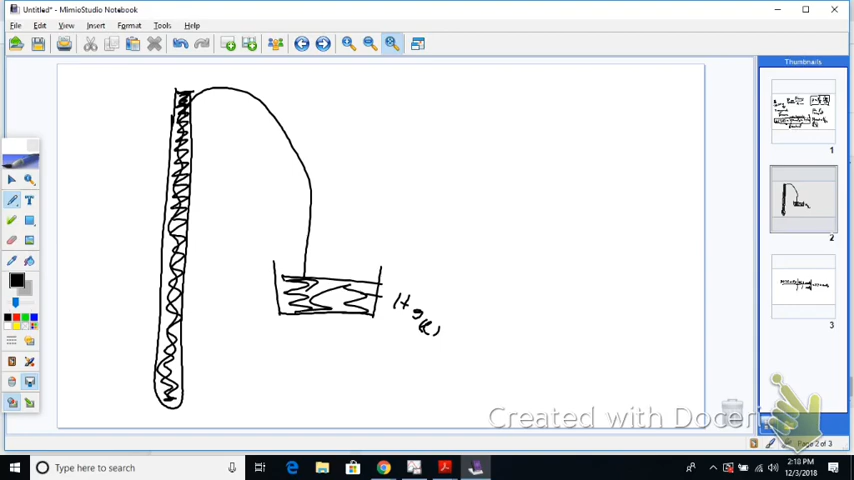 Untitled* - MimioStudio Notebook
File Edit View Insert Format Tools Help
Thumbnails
1
2
3
Hg(l)
Created with Doceri
Page 2 of 3
Type here to search
2:18 PM
12/3/2018